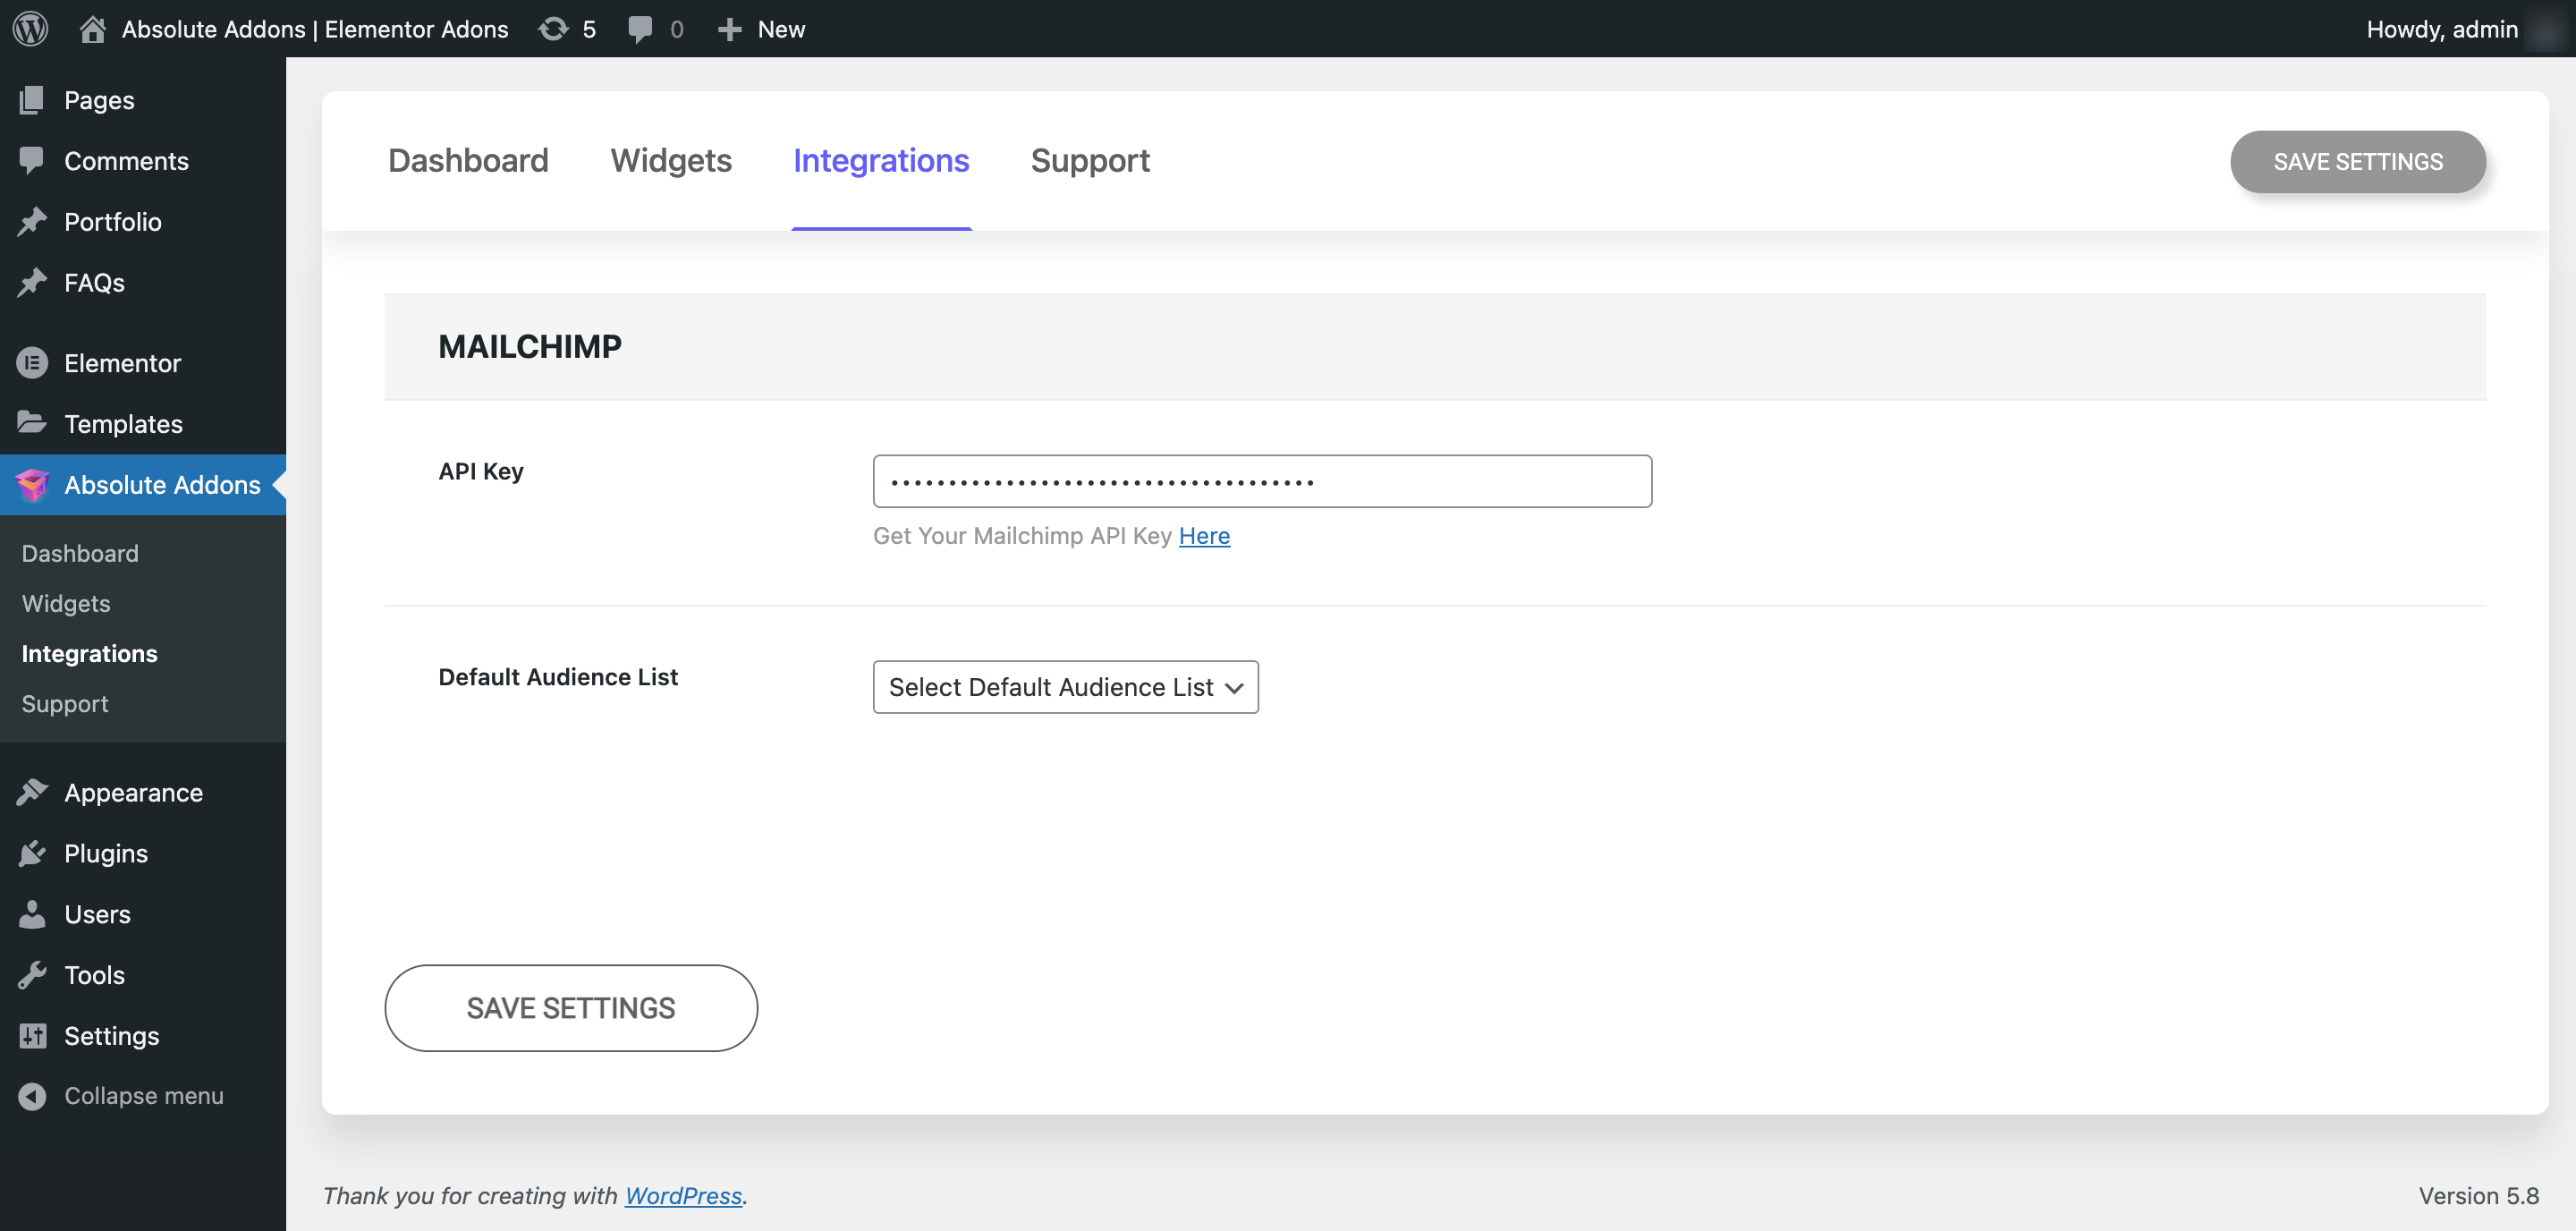 Absolute Addons | Elementor Adons 5 0 New Howdy, admin
Pages
Comments
Portfolio
FAQs
Elementor
Templates
Absolute Addons
Dashboard
Widgets
Integrations
Support
Appearance
Plugins
Users
Tools
Settings
Collapse menu
Dashboard Widgets Integrations Support SAVE SETTINGS
MAILCHIMP
API Key
Get Your Mailchimp API Key Here
Default Audience List Select Default Audience List
SAVE SETTINGS
Thank you for creating with WordPress. Version 5.8